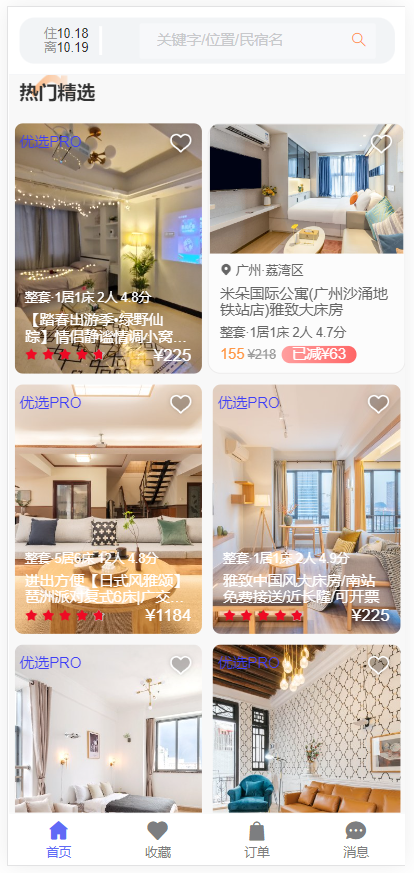 住10.18
离10.19
关键字/位置/民宿名
热门精选
优选PRO
整套·1居1床 2人 4.8分
【踏春出游季•绿野仙
踪】情侣静谧情调小窝...
¥225
广州·荔湾区
米朵国际公寓(广州沙涌地
铁站店)雅致大床房
整套·1居1床 2人 4.7分
155 ¥218 已减¥63
优选PRO
整套·5居6床 12人 4.8分
进出方便【日式风雅颂】
琶洲派对复式6床|广交...
¥1184
优选PRO
整套·1居1床 2人 4.9分
雅致中国风大床房/南站
免费接送/近长隆/可开票
¥225
优选PRO
优选PRO
首页
收藏
订单
消息